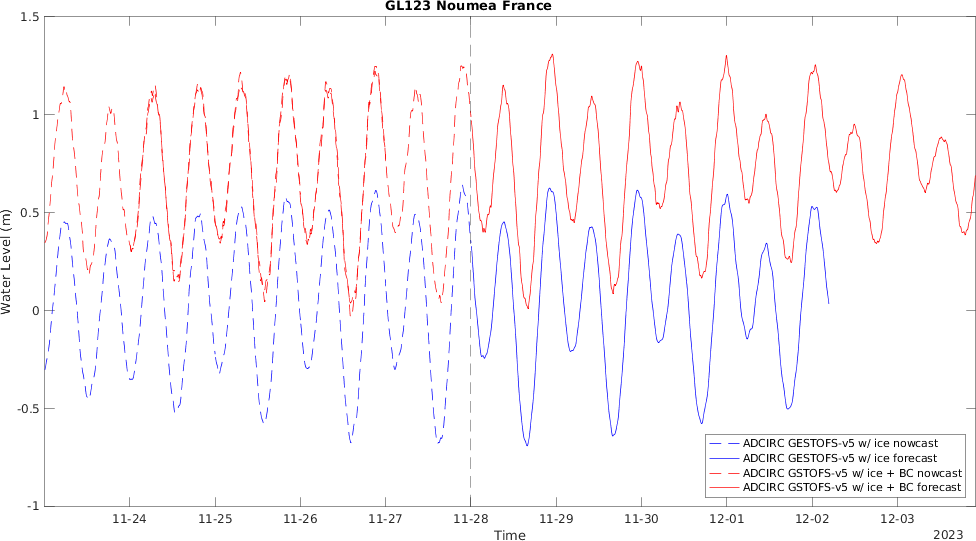 GL123 Noumea France
1.5
1
0.5
0
-0.5
-1
Water Level (m)
11-24 11-25 11-26 11-27 11-28 11-29 11-30 12-01 12-02 12-03
Time
2023
ADCIRC GESTOFS-v5 w/ ice nowcast
ADCIRC GESTOFS-v5 w/ ice forecast
ADCIRC GSTOFS-v5 w/ ice + BC nowcast
ADCIRC GSTOFS-v5 w/ ice + BC forecast